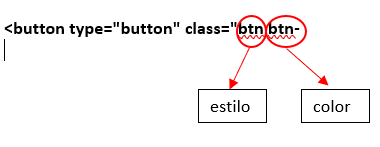 <button type="button" class="btn btn-
estilo
color